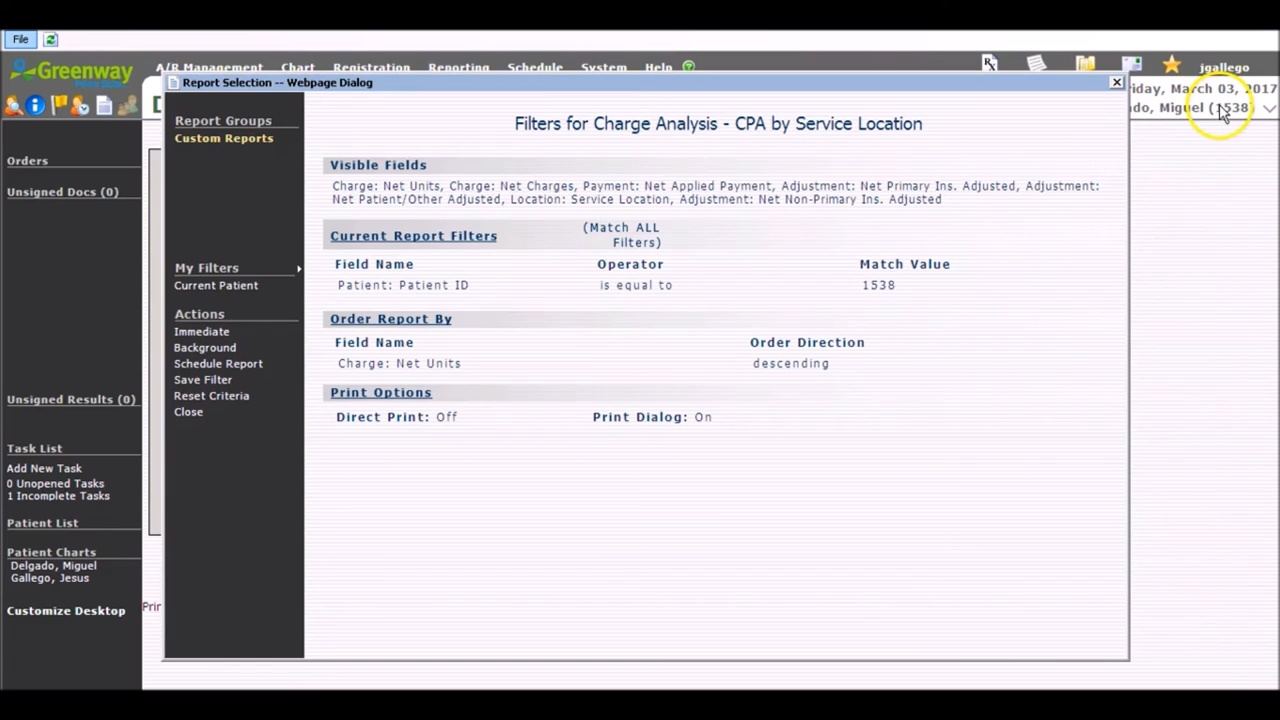 File
Greenway
A/R Management Chart Registration Reporting Schedule System Help
jgallego
Report Selection -- Webpage Dialog
iday, March 03, 2017
do, Miguel (1538)
Report Groups
Custom Reports
Filters for Charge Analysis - CPA by Service Location
Visible Fields
Charge: Net Units, Charge: Net Charges, Payment: Net Applied Payment, Adjustment: Net Primary Ins. Adjusted, Adjustment:
Net Patient/Other Adjusted, Location: Service Location, Adjustment: Net Non-Primary Ins. Adjusted
Current Report Filters (Match ALL
Filters)
Field Name Operator Match Value
Patient: Patient ID is equal to 1538
Order Report By
Field Name Order Direction
Charge: Net Units descending
Print Options
Direct Print: Off Print Dialog: On
My Filters
Current Patient
Actions
Immediate
Background
Schedule Report
Save Filter
Reset Criteria
Close
Orders
Unsigned Docs (0)
Unsigned Results (0)
Task List
Add New Task
0 Unopened Tasks
1 Incomplete Tasks
Patient List
Patient Charts
Delgado, Miguel
Gallego, Jesus
Customize Desktop
Prin